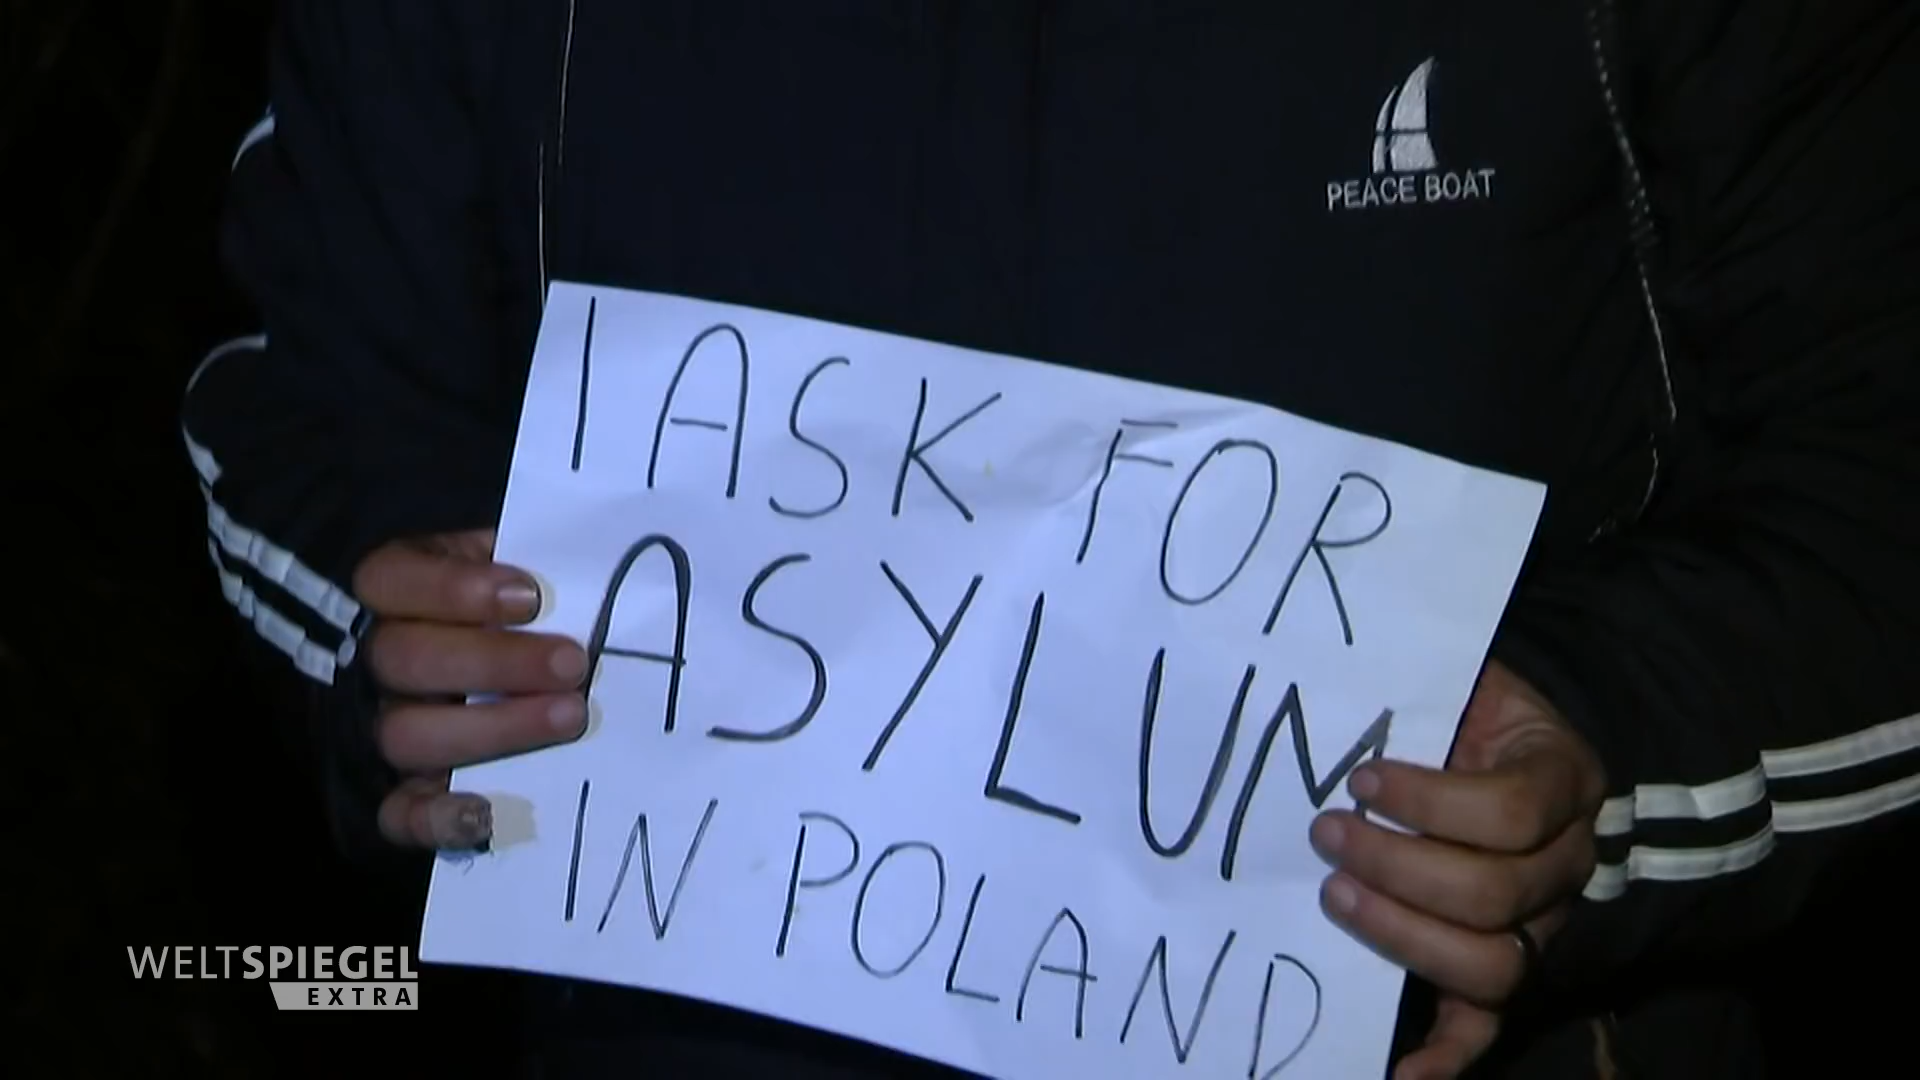 PEACE BOAT
I ASK FOR
ASYLUM
IN POLAND
WELTSPIEGEL
EXTRA